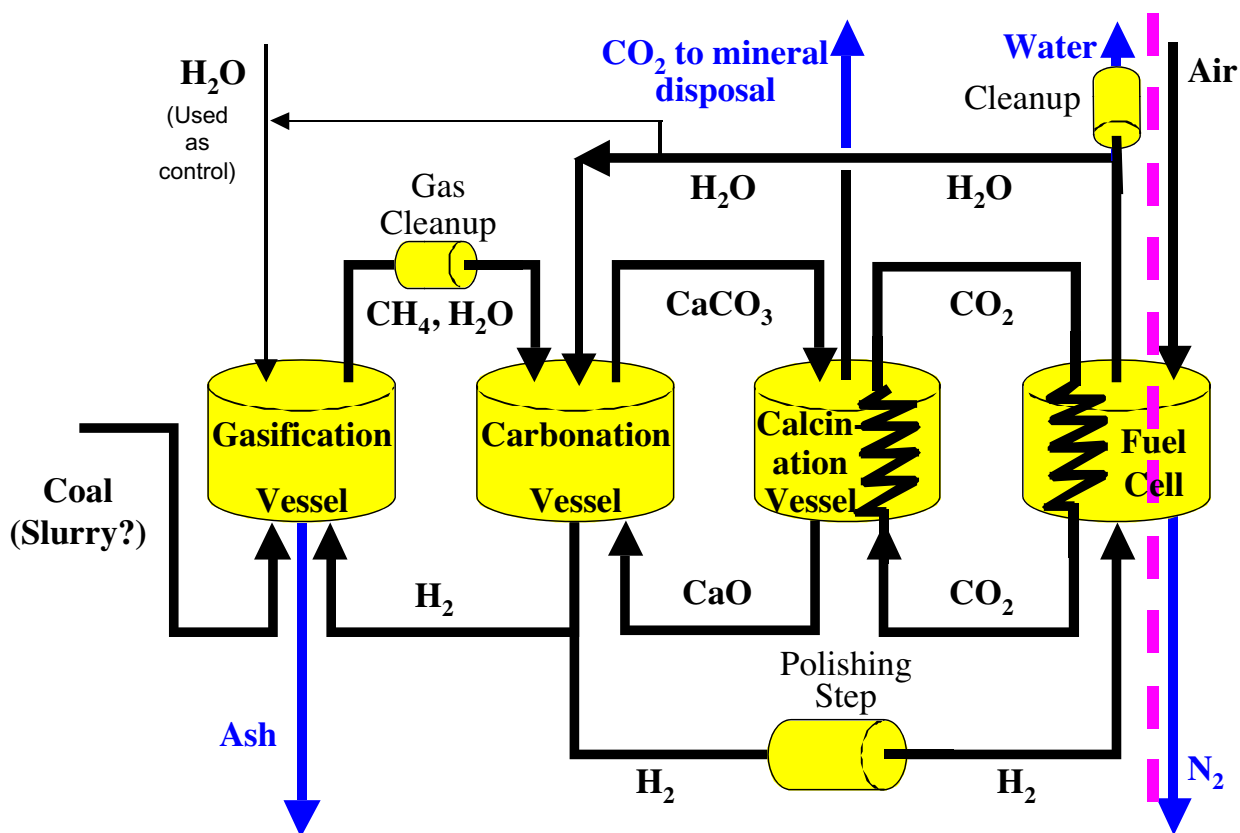 H₂O
(Used
as
control)
CO₂ to mineral
disposal
Water
Air
Cleanup
Gas
Cleanup
H₂O
H₂O
CH₄, H₂O
CaCO₃
CO₂
Gasification
Vessel
Carbonation
Vessel
Calcin-
ation
Vessel
Fuel
Cell
Coal
(Slurry?)
H₂
CaO
CO₂
Polishing
Step
Ash
H₂
H₂
N₂